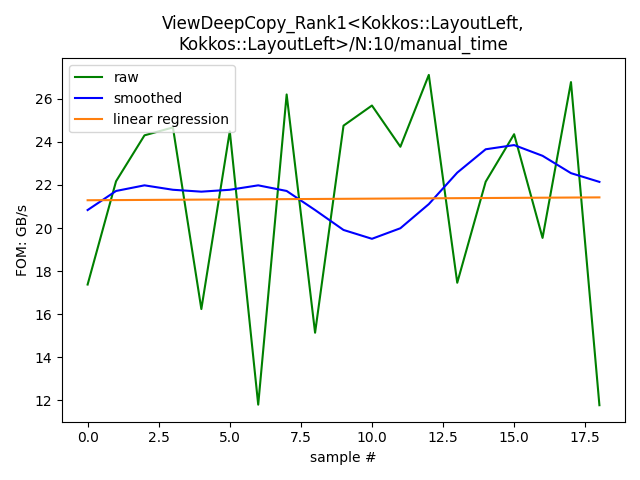 ViewDeepCopy_Rank1<Kokkos::LayoutLeft,
Kokkos::LayoutLeft>/N:10/manual_time
raw
smoothed
linear regression
FOM: GB/s
26
24
22
20
18
16
14
12
0.0 2.5 5.0 7.5 10.0 12.5 15.0 17.5
sample #